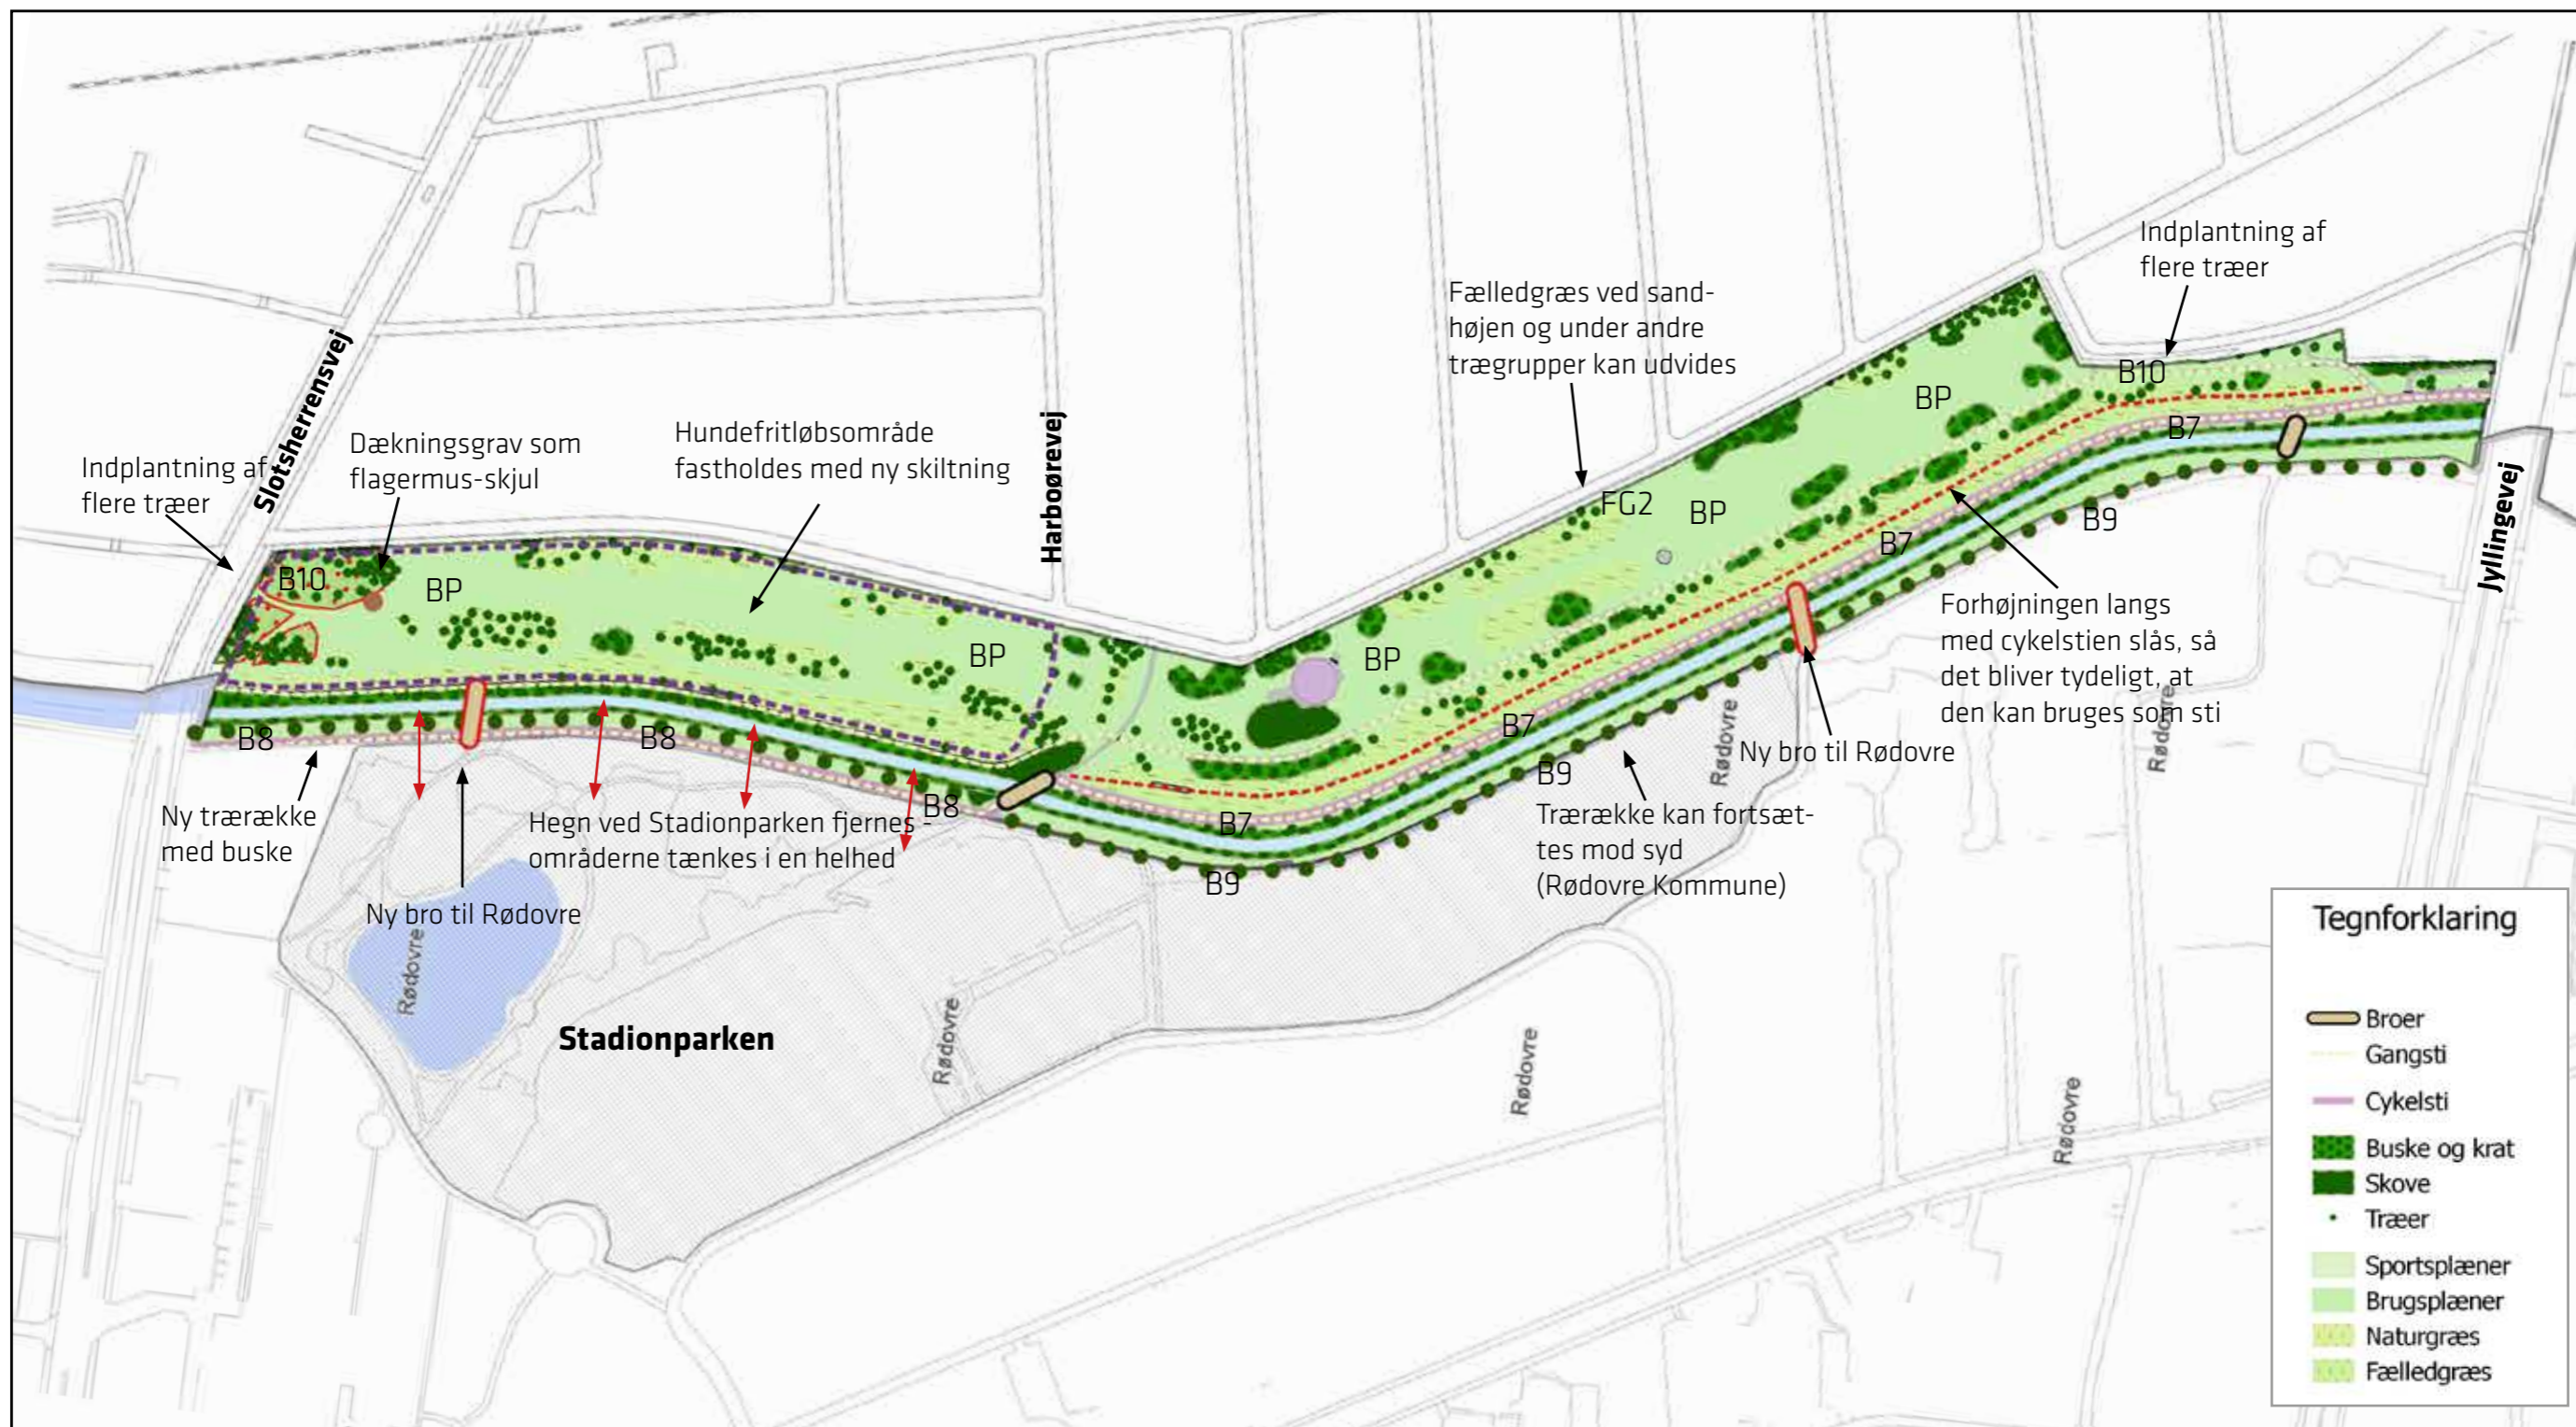 Indplantning af
flere træer
Slotsherrensvej
Dækningsgrav som
flagermus-skjul
Hundefritløbsområde
fastholdes med ny skiltning
Harboørevej
Fælledgræs ved sand-
højen og under andre
trægrupper kan udvides
Indplantning af
flere træer
B10
BP
BP
BP
FG2
BP
BP
B10
B7
B7
B7
B7
B9
B9
B9
B8
B8
B8
Jyllingevej
Forhøjningen langs
med cykelstien slås, så
det bliver tydeligt, at
den kan bruges som sti
Ny bro til Rødovre
Trærække kan fortsæt-
tes mod syd
(Rødovre Kommune)
Ny trærække
med buske
Hegn ved Stadionparken fjernes -
områderne tænkes i en helhed
Ny bro til Rødovre
Stadionparken
Rødovre
Rødovre
Rødovre
Rødovre
Rødovre
Rødovre
Tegnforklaring
Broer
Gangsti
Cykelsti
Buske og krat
Skove
Træer
Sportsplæner
Brugsplæner
Naturgræs
Fælledgræs